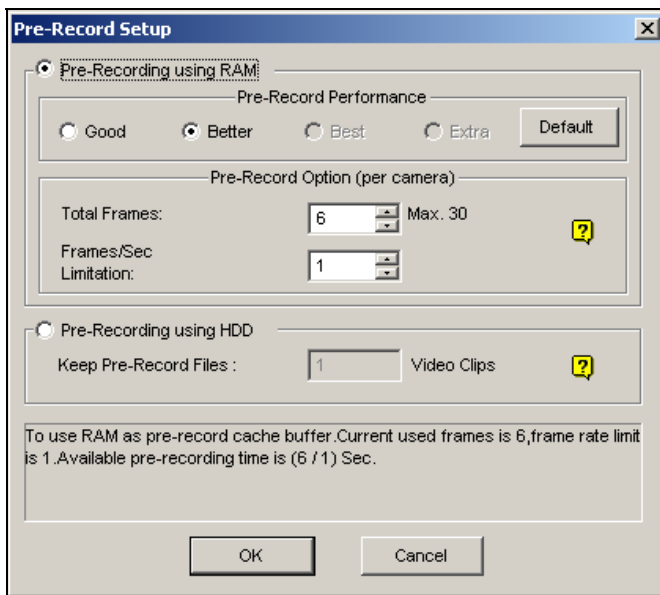 Pre-Record Setup
Pre-Recording using RAM
Pre-Record Performance
Good Better Best Extra Default
Pre-Record Option (per camera)
Total Frames: 6 Max. 30
Frames/Sec
Limitation: 1
Pre-Recording using HDD
Keep Pre-Record Files : 1 Video Clips
To use RAM as pre-record cache buffer.Current used frames is 6,frame rate limit
is 1.Available pre-recording time is (6 / 1) Sec.
OK Cancel